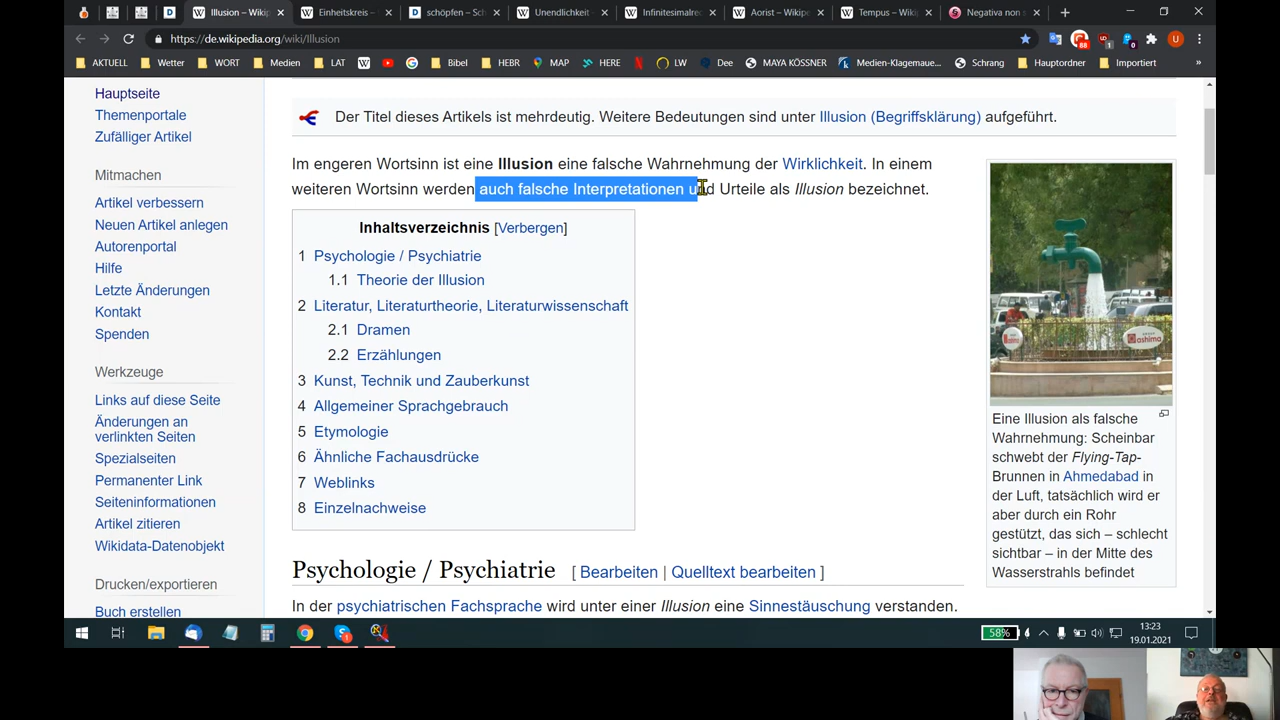 Illusion – Wikip
Einheitskreis –
schöpfen – Sch
Unendlichkeit –
Infinitesimalrec
Aorist – Wikipe
Tempus – Wiki
Negativa non s
https://de.wikipedia.org/wiki/Illusion
AKTUELL
Wetter
WORT
Medien
LAT
Bibel
HEBR
MAP
HERE
LW
Dee
MAYA KÖSSNER
Medien-Klagemaue...
Schrang
Hauptordner
Importiert
»
Hauptseite
Themenportale
Zufälliger Artikel
Mitmachen
Artikel verbessern
Neuen Artikel anlegen
Autorenportal
Hilfe
Letzte Änderungen
Kontakt
Spenden
Werkzeuge
Links auf diese Seite
Änderungen an
verlinkten Seiten
Spezialseiten
Permanenter Link
Seiteninformationen
Artikel zitieren
Wikidata-Datenobjekt
Drucken/exportieren
Buch erstellen
Der Titel dieses Artikels ist mehrdeutig. Weitere Bedeutungen sind unter Illusion (Begriffsklärung) aufgeführt.
Im engeren Wortsinn ist eine Illusion eine falsche Wahrnehmung der Wirklichkeit. In einem
weiteren Wortsinn werden auch falsche Interpretationen und Urteile als Illusion bezeichnet.
Inhaltsverzeichnis [Verbergen]
1 Psychologie / Psychiatrie
1.1 Theorie der Illusion
2 Literatur, Literaturtheorie, Literaturwissenschaft
2.1 Dramen
2.2 Erzählungen
3 Kunst, Technik und Zauberkunst
4 Allgemeiner Sprachgebrauch
5 Etymologie
6 Ähnliche Fachausdrücke
7 Weblinks
8 Einzelnachweise
Eine Illusion als falsche
Wahrnehmung: Scheinbar
schwebt der Flying-Tap-
Brunnen in Ahmedabad in
der Luft, tatsächlich wird er
aber durch ein Rohr
gestützt, das sich – schlecht
sichtbar – in der Mitte des
Wasserstrahls befindet
Psychologie / Psychiatrie [ Bearbeiten | Quelltext bearbeiten ]
In der psychiatrischen Fachsprache wird unter einer Illusion eine Sinnestäuschung verstanden.
58%
13:23
19.01.2021